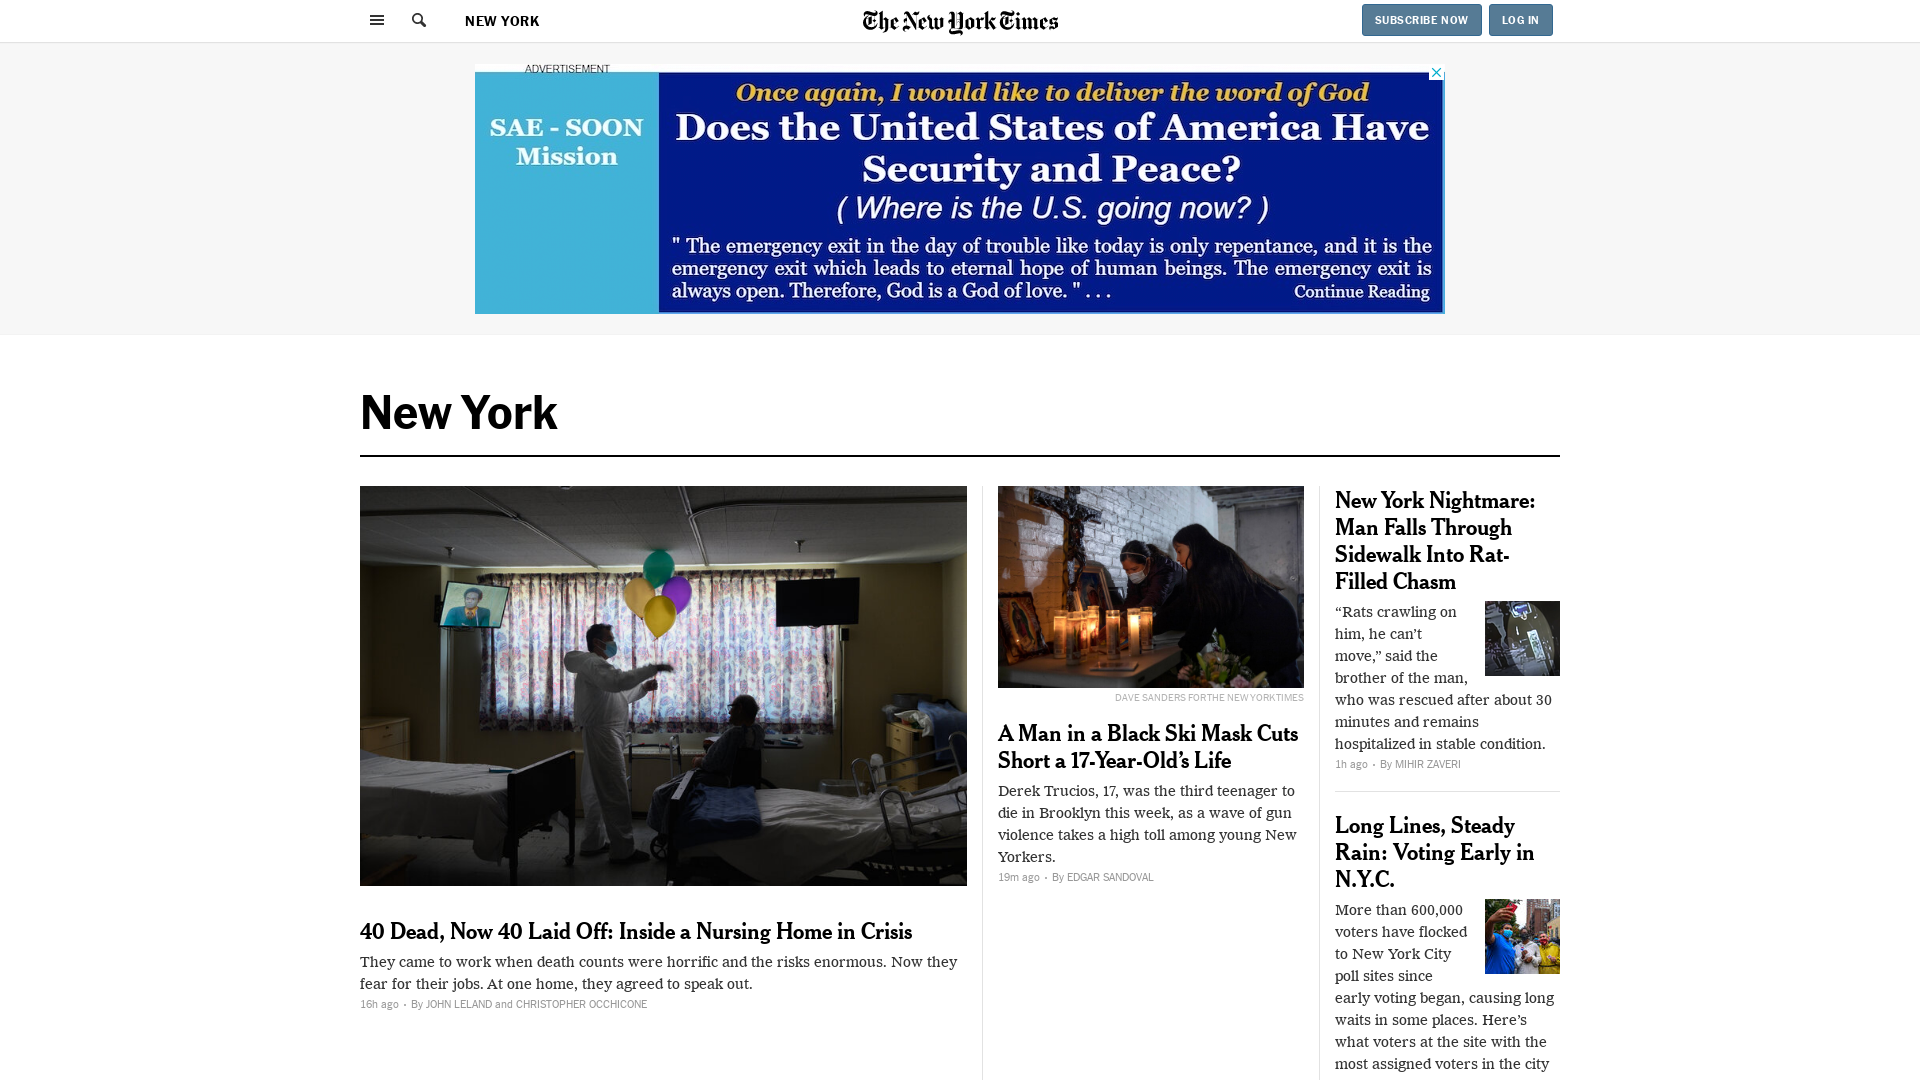 NEW YORK
The New York Times
SUBSCRIBE NOW
LOG IN
ADVERTISEMENT
SAE - SOON
Mission
Once again, I would like to deliver the word of God
Does the United States of America Have
Security and Peace?
( Where is the U.S. going now? )
" The emergency exit in the day of trouble like today is only repentance, and it is the
emergency exit which leads to eternal hope of human beings. The emergency exit is
always open. Therefore, God is a God of love. " . . .
Continue Reading
New York
40 Dead, Now 40 Laid Off: Inside a Nursing Home in Crisis
They came to work when death counts were horrific and the risks enormous. Now they
fear for their jobs. At one home, they agreed to speak out.
16h ago · By JOHN LELAND and CHRISTOPHER OCCHICONE
DAVE SANDERS FOR THE NEW YORK TIMES
A Man in a Black Ski Mask Cuts
Short a 17-Year-Old’s Life
Derek Trucios, 17, was the third teenager to
die in Brooklyn this week, as a wave of gun
violence takes a high toll among young New
Yorkers.
19m ago · By EDGAR SANDOVAL
New York Nightmare:
Man Falls Through
Sidewalk Into Rat-
Filled Chasm
“Rats crawling on
him, he can’t
move,” said the
brother of the man,
who was rescued after about 30
minutes and remains
hospitalized in stable condition.
1h ago · By MIHIR ZAVERI
Long Lines, Steady
Rain: Voting Early in
N.Y.C.
More than 600,000
voters have flocked
to New York City
poll sites since
early voting began, causing long
waits in some places. Here’s
what voters at the site with the
most assigned voters in the city